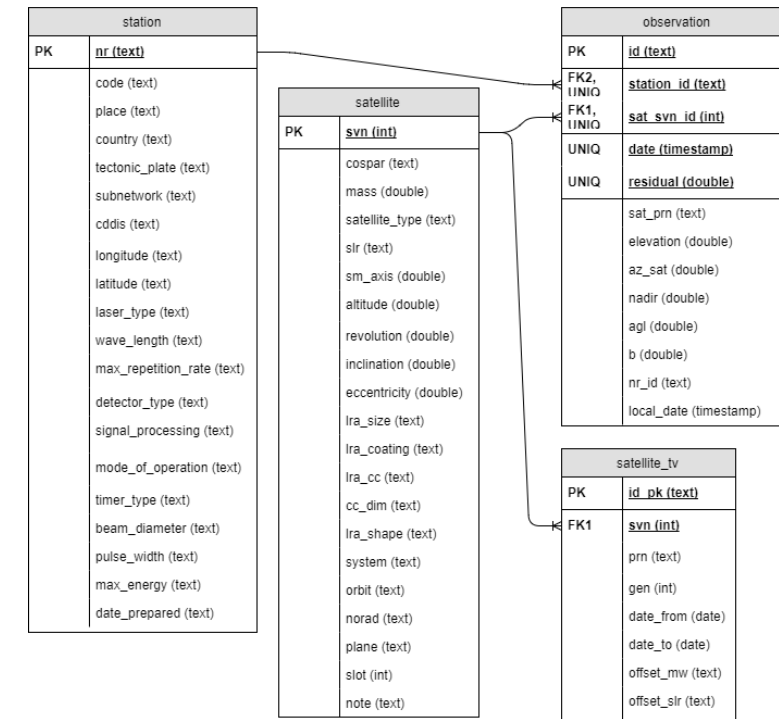 station
PK nr (text)
code (text)
place (text)
country (text)
tectonic_plate (text)
subnetwork (text)
cddis (text)
longitude (text)
latitude (text)
laser_type (text)
wave_length (text)
max_repetition_rate (text)
detector_type (text)
signal_processing (text)
mode_of_operation (text)
timer_type (text)
beam_diameter (text)
pulse_width (text)
max_energy (text)
date_prepared (text)
satellite
PK svn (int)
cospar (text)
mass (double)
satellite_type (text)
slr (text)
sm_axis (double)
altitude (double)
revolution (double)
inclination (double)
eccentricity (double)
lra_size (text)
lra_coating (text)
lra_cc (text)
cc_dim (text)
lra_shape (text)
system (text)
orbit (text)
norad (text)
plane (text)
slot (int)
note (text)
observation
PK id (text)
FK2,
UNIQ station_id (text)
FK1,
UNIQ sat_svn_id (int)
UNIQ date (timestamp)
UNIQ residual (double)
sat_prn (text)
elevation (double)
az_sat (double)
nadir (double)
agl (double)
b (double)
nr_id (text)
local_date (timestamp)
satellite_tv
PK id_pk (text)
FK1 svn (int)
prn (text)
gen (int)
date_from (date)
date_to (date)
offset_mw (text)
offset_slr (text)